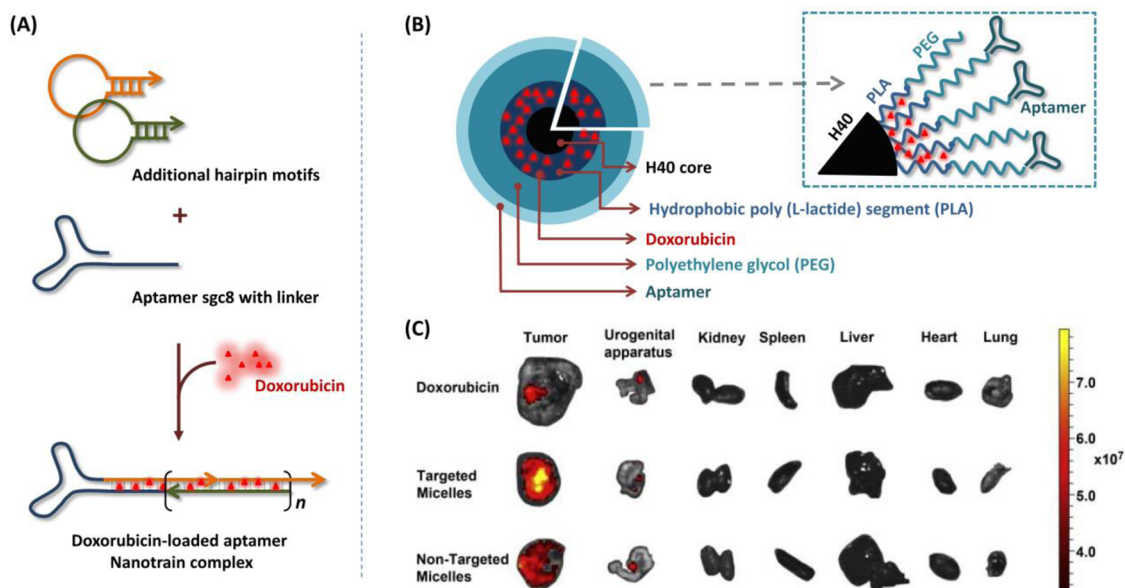 (A)
Additional hairpin motifs
+
Aptamer sgc8 with linker
Doxorubicin
n
Doxorubicin-loaded aptamer
Nanotrain complex
(B)
H40 core
Hydrophobic poly (L-lactide) segment (PLA)
Doxorubicin
Polyethylene glycol (PEG)
Aptamer
PEG
PLA
H40
Aptamer
(C)
Tumor
Urogenital
apparatus
Kidney
Spleen
Liver
Heart
Lung
Doxorubicin
Targeted
Micelles
Non-Targeted
Micelles
7.0
6.0
x10⁷
5.0
4.0